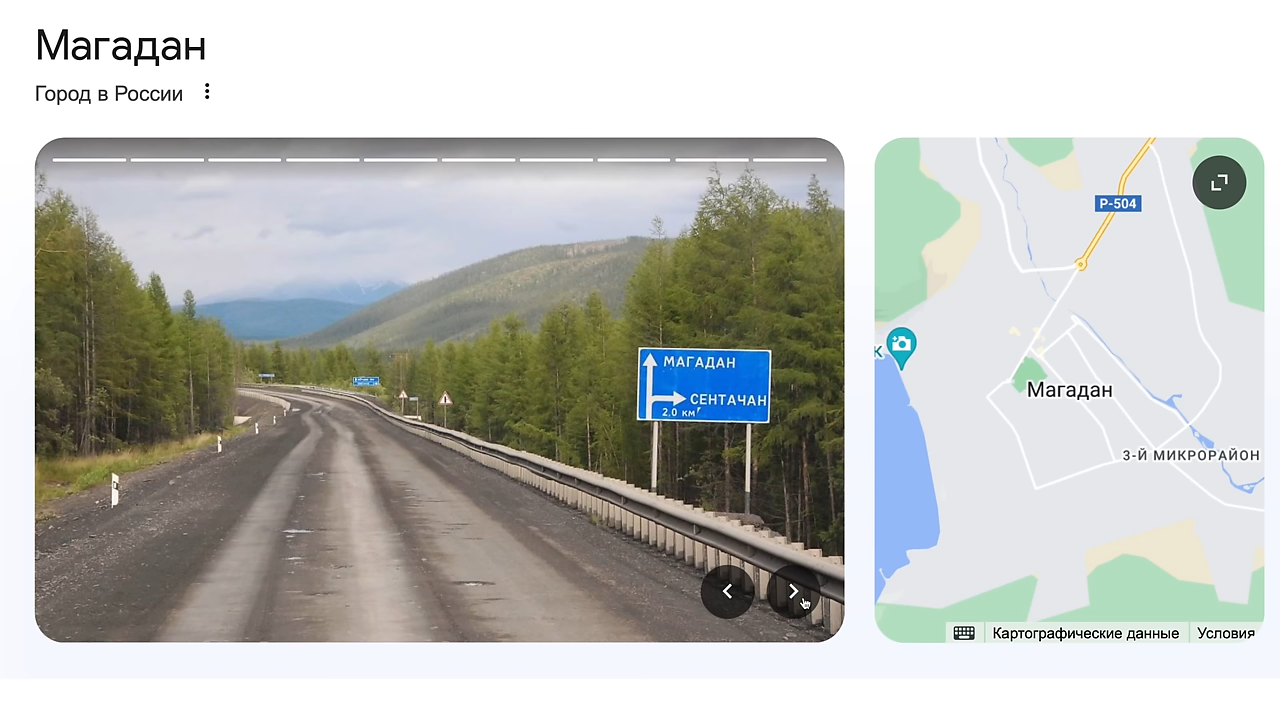 Магадан
Город в России
МАГАДАН
СЕНТАЧАН
2,0 км
Р-504
Магадан
3-Й МИКРОРАЙОН
К
Картографические данные
Условия